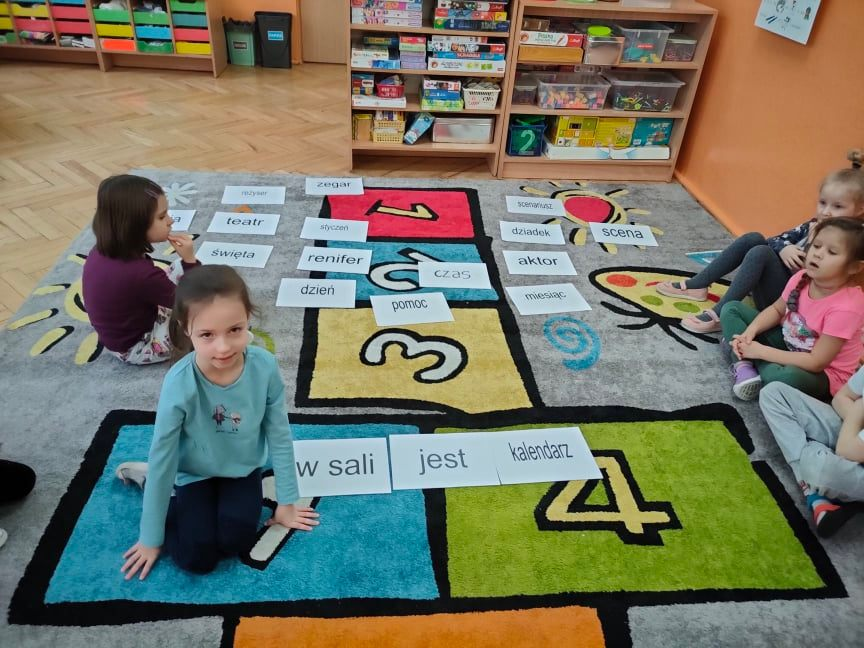 reżyser
zegar
teatr
styczeń
scenariusz
święta
renifer
czas
dziadek
scena
dzień
pomoc
aktor
miesiąc
1
2
3
w sali jest kalendarz
4
2